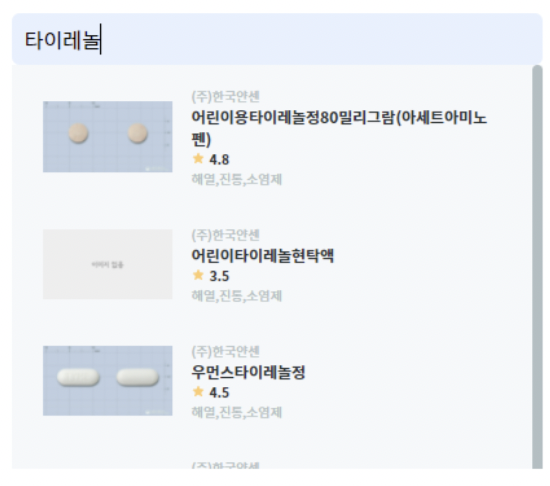 타이레놀
(주)한국얀센
어린이용타이레놀정80밀리그람(아세트아미노
펜)
4.8
해열,진통,소염제
(주)한국얀센
어린이타이레놀현탁액
이미지 없음
3.5
해열,진통,소염제
(주)한국얀센
우먼스타이레놀정
4.5
해열,진통,소염제
(주)한국얀센